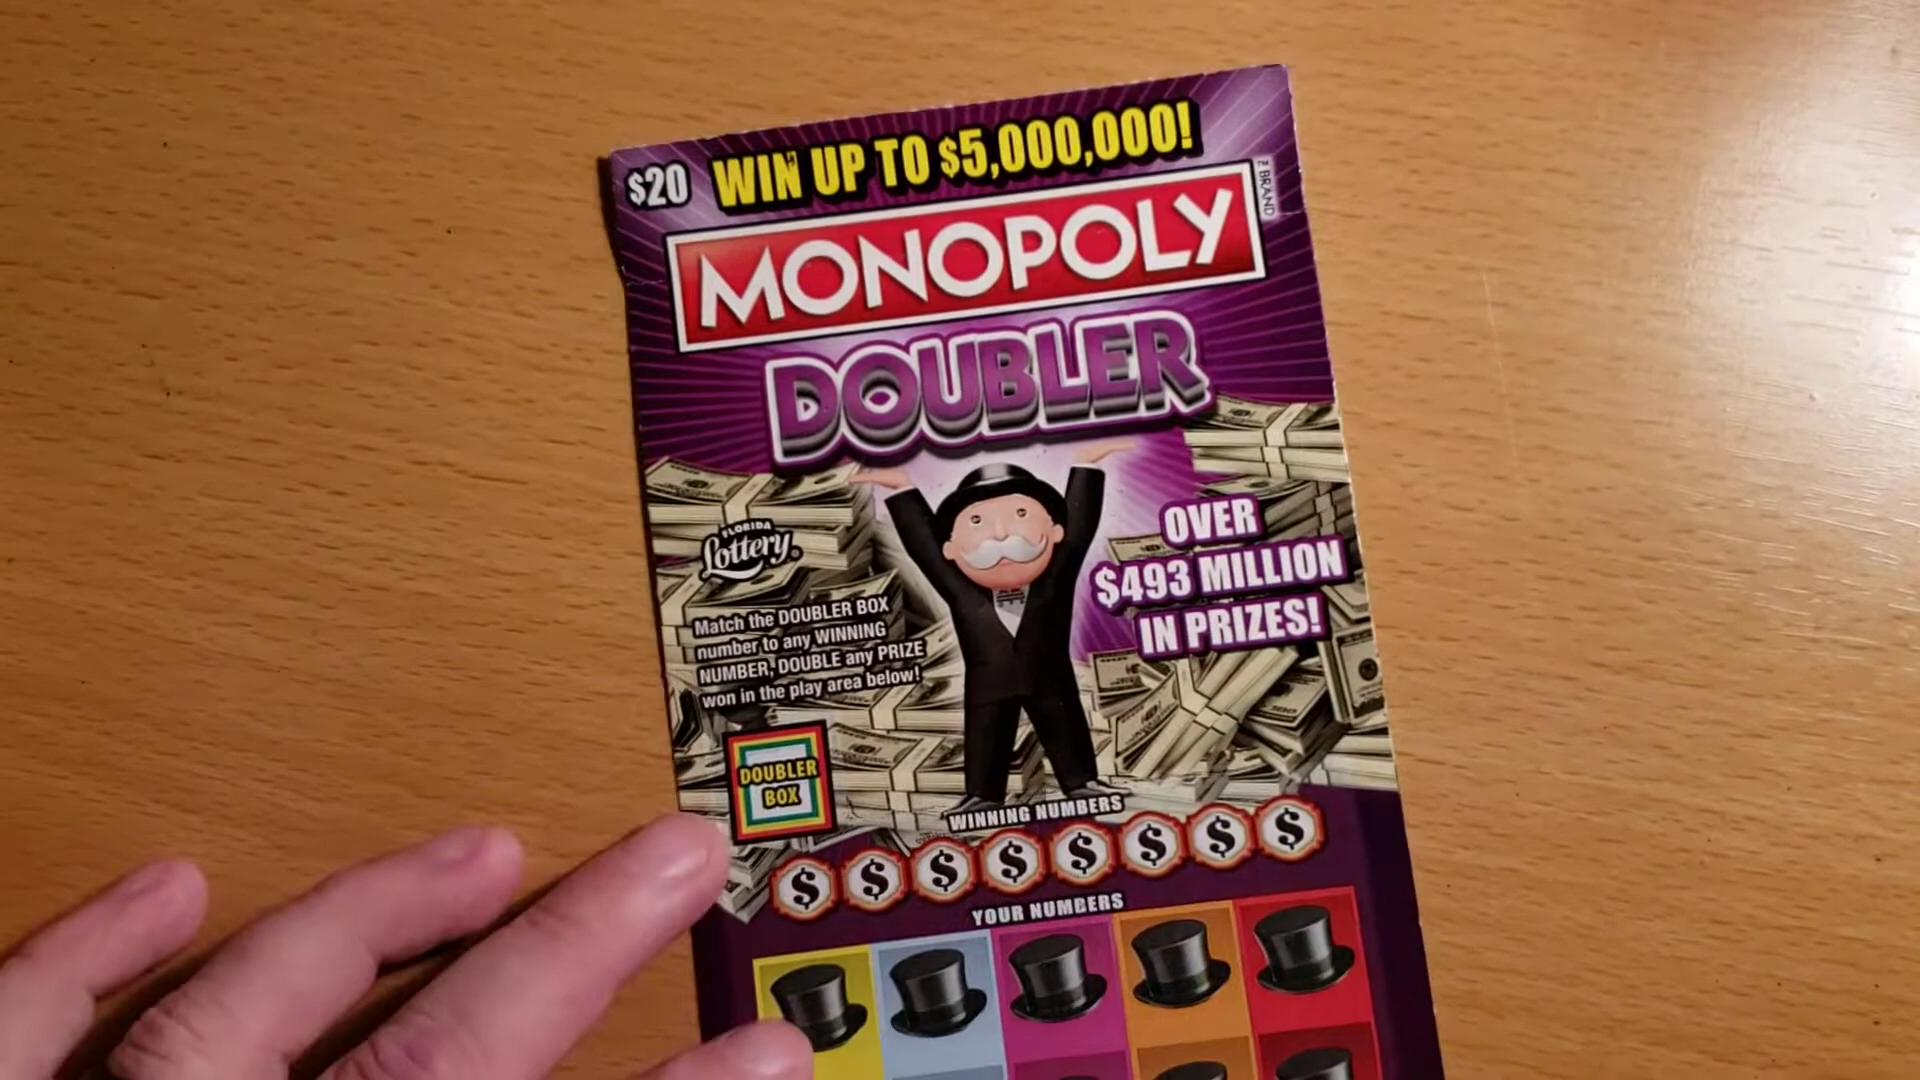 $20 WIN UP TO $5,000,000!
MONOPOLY
BRAND
DOUBLER
FLORIDA
Lottery
OVER
$493 MILLION
IN PRIZES!
Match the DOUBLER BOX
number to any WINNING
NUMBER, DOUBLE any PRIZE
won in the play area below!
DOUBLER
BOX
WINNING NUMBERS
$ $ $ $ $ $ $ $
YOUR NUMBERS